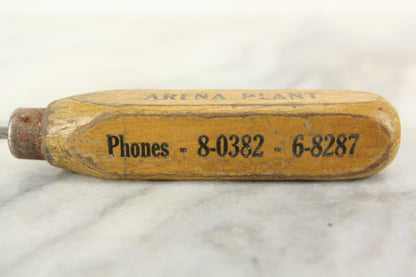 ARENA PLANT
Phones - 8-0382 - 6-8287